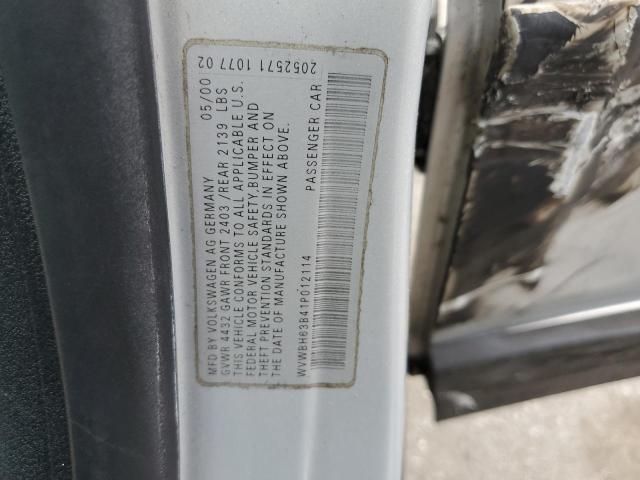 MFD BY VOLKSWAGEN AG GERMANY 05/00
GVWR 4432 GAWR FRONT 2403 /REAR 2139 LBS
THIS VEHICLE CONFORMS TO ALL APPLICABLE U.S.
FEDERAL MOTOR VEHICLE SAFETY,BUMPER AND
THEFT PREVENTION STANDARDS IN EFFECT ON
THE DATE OF MANUFACTURE SHOWN ABOVE.
WVWBH63B41P012114 PASSENGER CAR
2052571 1077 02